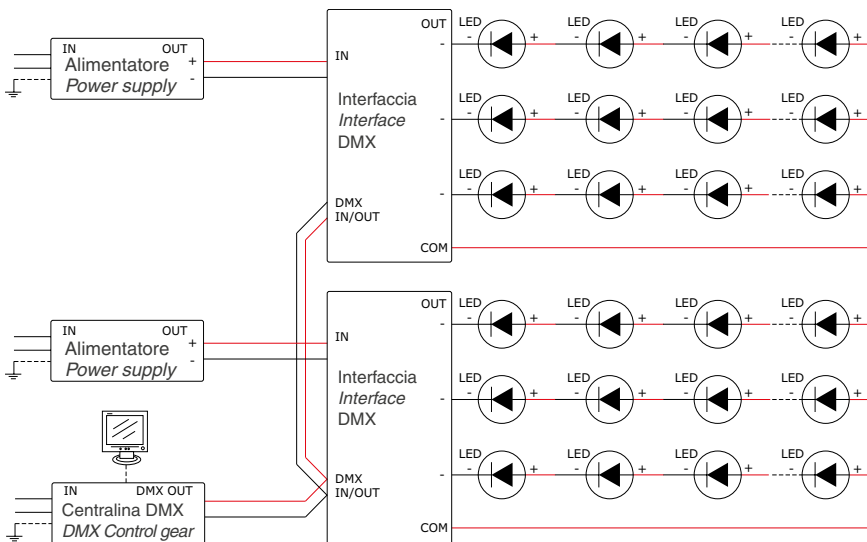 IN OUT
Alimentatore
Power supply
+
-
OUT
IN
Interfaccia
Interface
DMX
DMX
IN/OUT
COM
-
-
-
LED LED LED LED
- + - + - + - +
LED LED LED LED
- + - + - + - +
LED LED LED LED
- + - + - + - +
IN OUT
Alimentatore
Power supply
+
-
OUT
IN
Interfaccia
Interface
DMX
DMX
IN/OUT
COM
-
-
-
LED LED LED LED
- + - + - + - +
LED LED LED LED
- + - + - + - +
LED LED LED LED
- + - + - + - +
IN DMX OUT
Centralina DMX
DMX Control gear